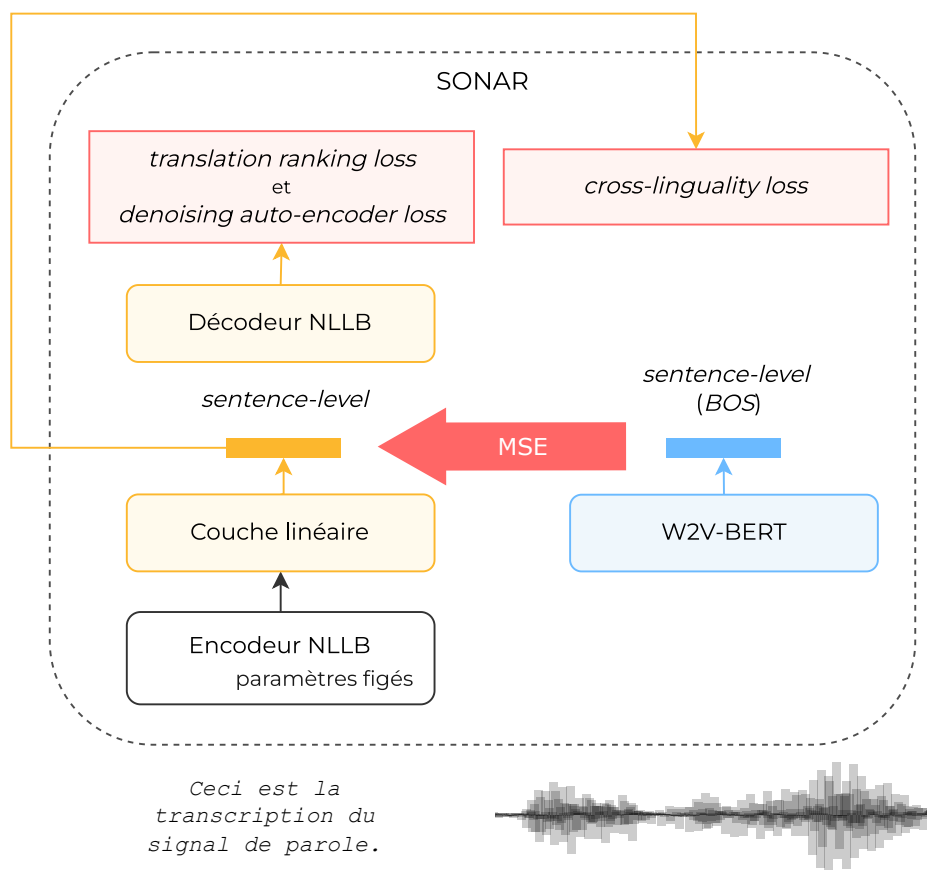 SONAR
translation ranking loss
et
denoising auto-encoder loss
cross-linguality loss
Décodeur NLLB
sentence-level
MSE
sentence-level
(BOS)
Couche linéaire
W2V-BERT
Encodeur NLLB
paramètres figés
Ceci est la
transcription du
signal de parole.